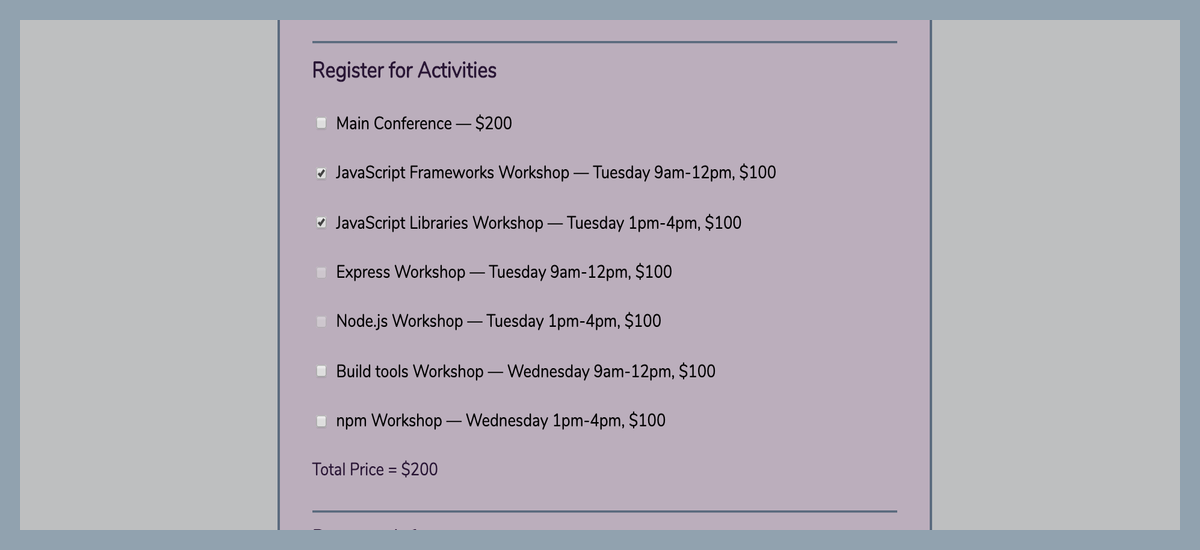 Register for Activities
Main Conference — $200
JavaScript Frameworks Workshop — Tuesday 9am-12pm, $100
JavaScript Libraries Workshop — Tuesday 1pm-4pm, $100
Express Workshop — Tuesday 9am-12pm, $100
Node.js Workshop — Tuesday 1pm-4pm, $100
Build tools Workshop — Wednesday 9am-12pm, $100
npm Workshop — Wednesday 1pm-4pm, $100
Total Price = $200